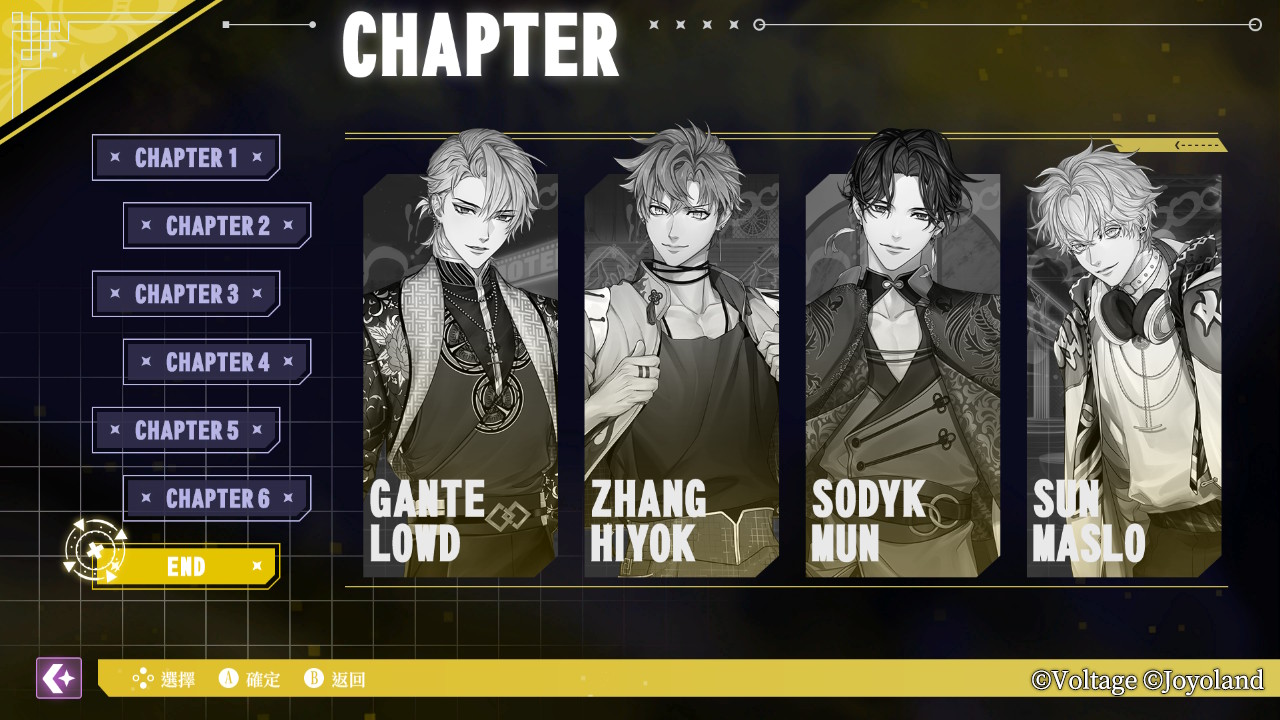 CHAPTER
CHAPTER 1
CHAPTER 2
CHAPTER 3
CHAPTER 4
CHAPTER 5
CHAPTER 6
END
GANTE
LOWD
ZHANG
HIYOK
SODYK
MUN
SUN
MASLO
選擇 A 確定 B 返回
©Voltage ©Joyoland